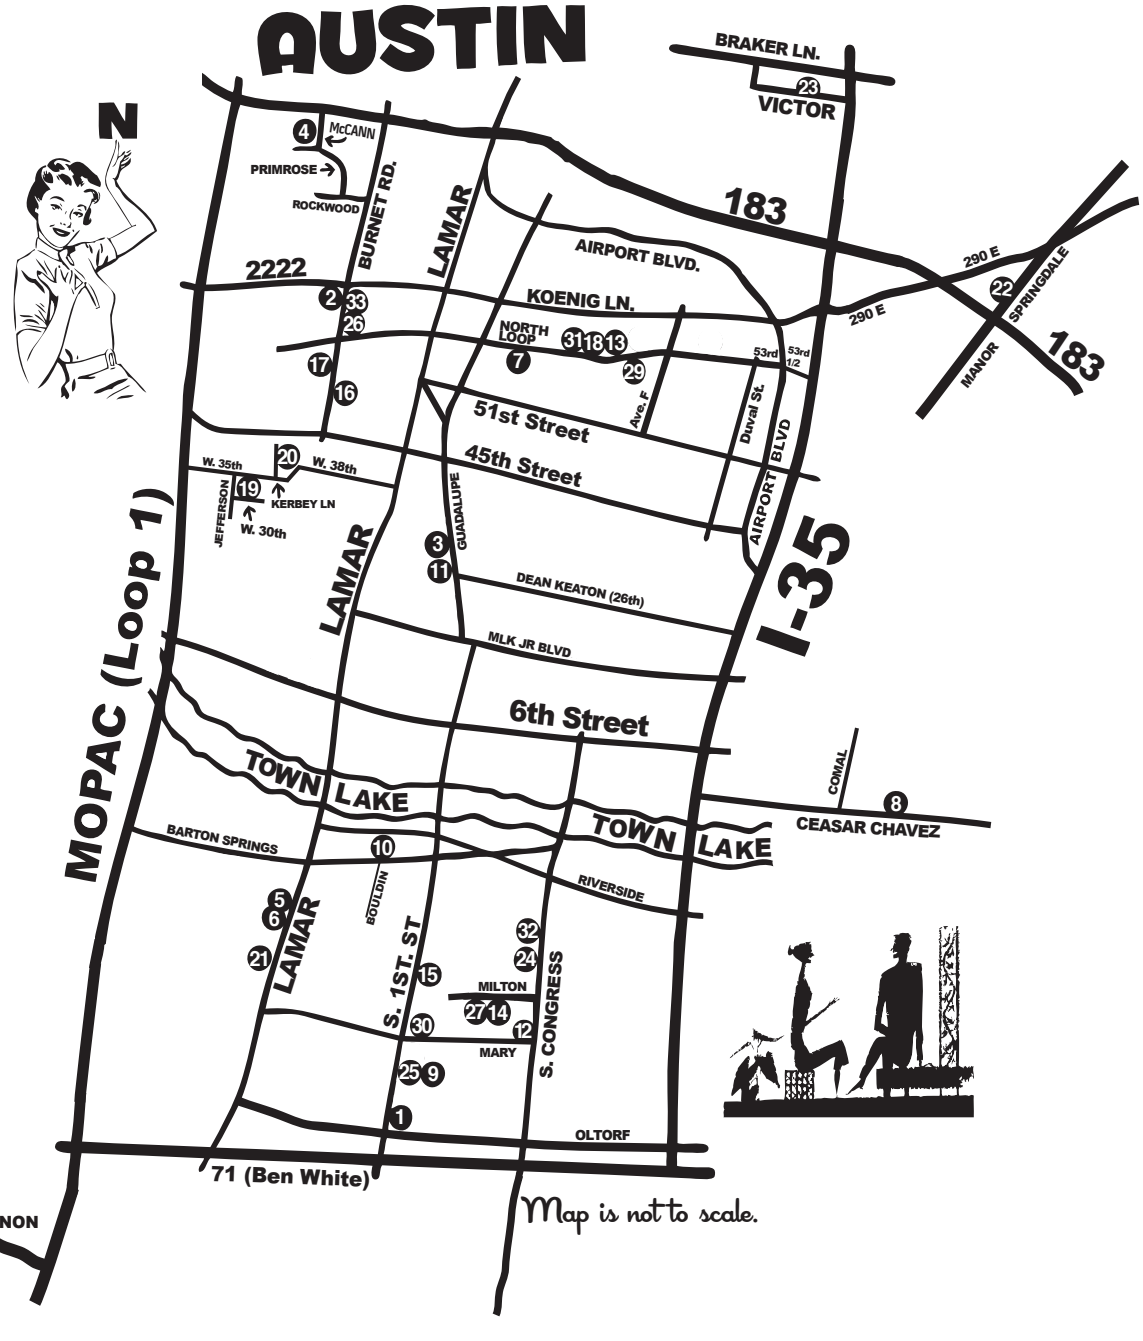 AUSTIN
BRAKER LN.
23
VICTOR
N
4
McCANN
PRIMROSE
ROCKWOOD
BURNET RD.
LAMAR
183
AIRPORT BLVD.
290 E
22
SPRINGDALE
2222
2
33
KOENIG LN.
290 E
26
NORTH
LOOP
31
18
13
53rd
53rd
1/2
183
MANOR
17
7
29
16
Ave. F
Duval St.
51st Street
45th Street
AIRPORT BLVD
W. 35th
20
W. 38th
19
KERBEY LN
JEFFERSON
W. 30th
GUADALUPE
3
11
LAMAR
I-35
DEAN KEATON (26th)
MOPAC (Loop 1)
MLK JR BLVD
6th Street
TOWN LAKE
COMAL
8
CEASAR CHAVEZ
TOWN LAKE
BARTON SPRINGS
10
BOULDIN
RIVERSIDE
5
6
LAMAR
21
S. 1ST. ST
32
24
15
MILTON
27
14
12
30
MARY
S. CONGRESS
25
9
1
OLTORF
71 (Ben White)
Map is not to scale.
NON